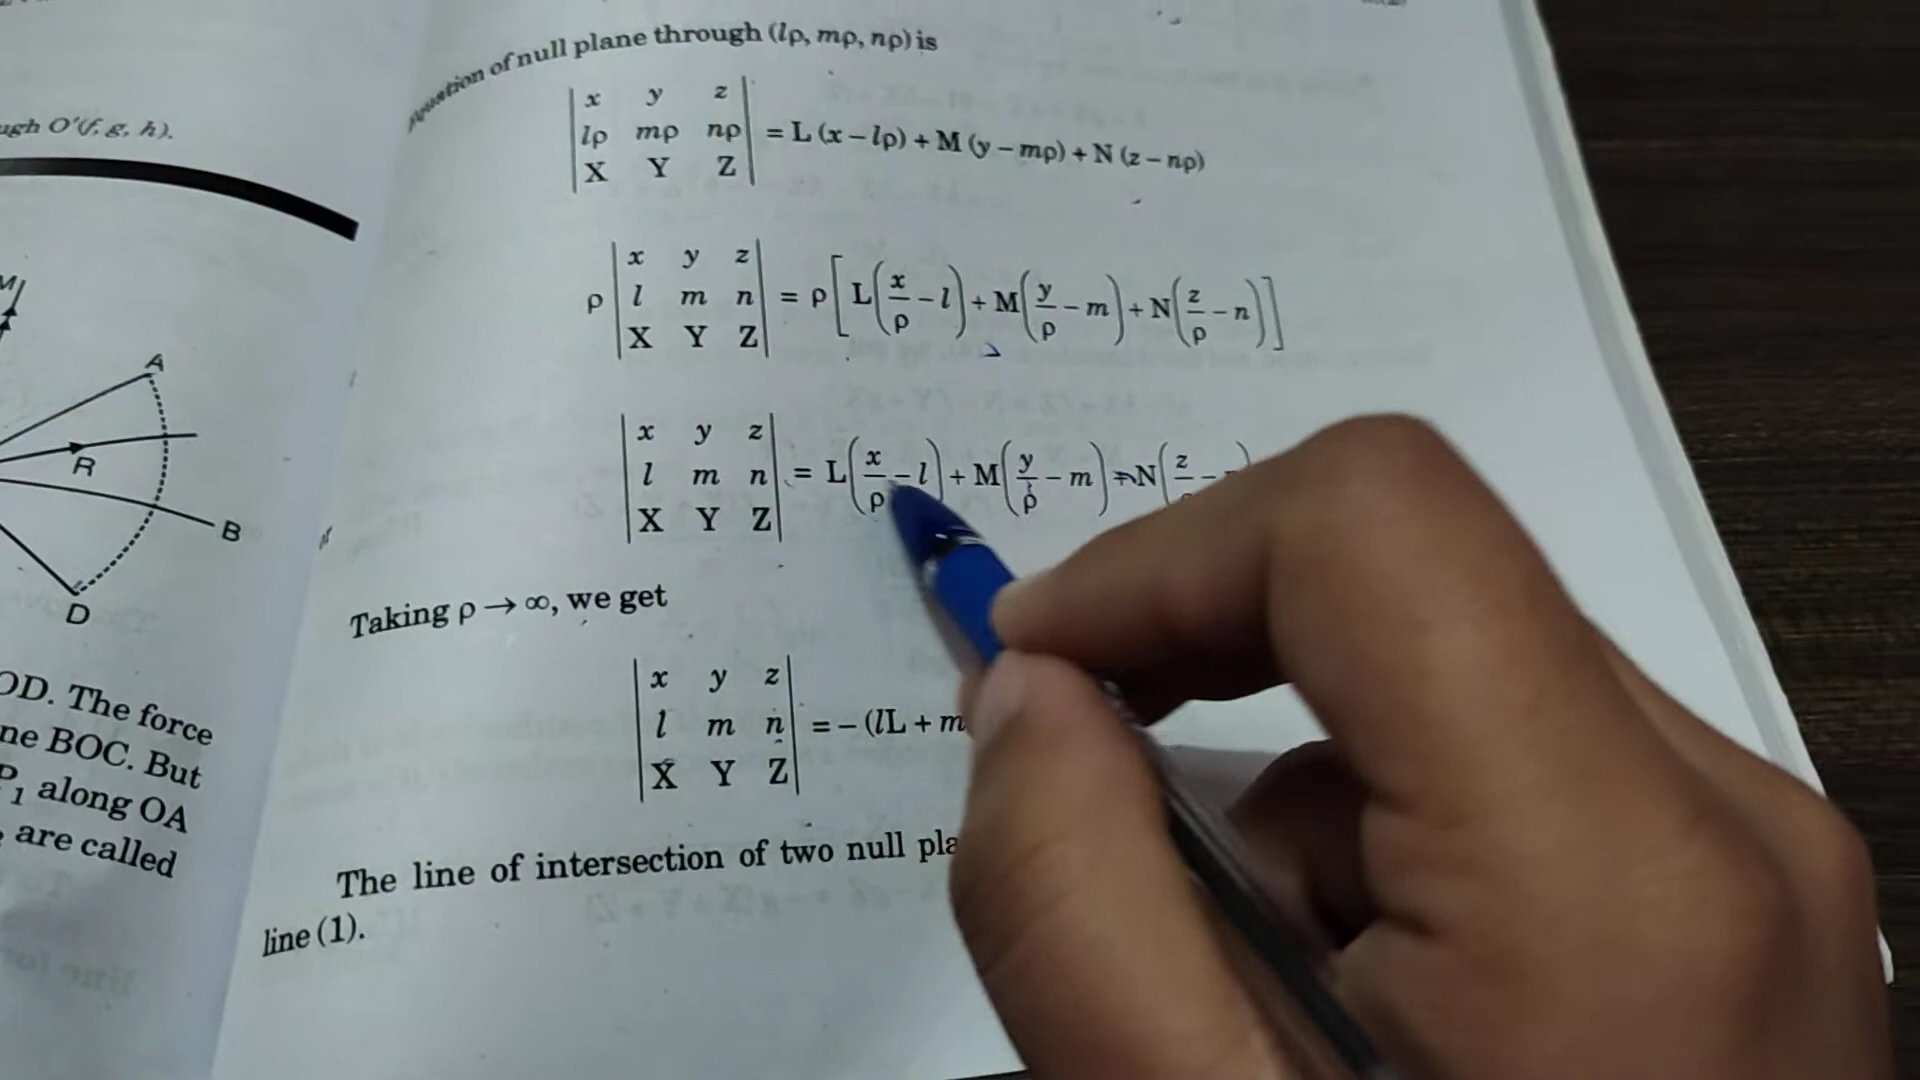 ugh O′(f, g, h).
M
A
R
B
D
OD. The force
ne BOC. But
P₁ along OA
are called
Equation of null plane through (lρ, mρ, nρ) is
| x y z |
| lρ mρ nρ | = L (x – lρ) + M (y – mρ) + N (z – nρ)
| X Y Z |
| x y z |
ρ | l m n | = ρ [ L ( x/ρ – l ) + M ( y/ρ – m ) + N ( z/ρ – n ) ]
| X Y Z |
| x y z |
| l m n | = L ( x/ρ – l ) + M ( y/ρ – m ) + N ( z/
| X Y Z |
Taking ρ → ∞, we get
| x y z |
| l m n | = – (lL + m
| X Y Z |
The line of intersection of two null pla
line (1).